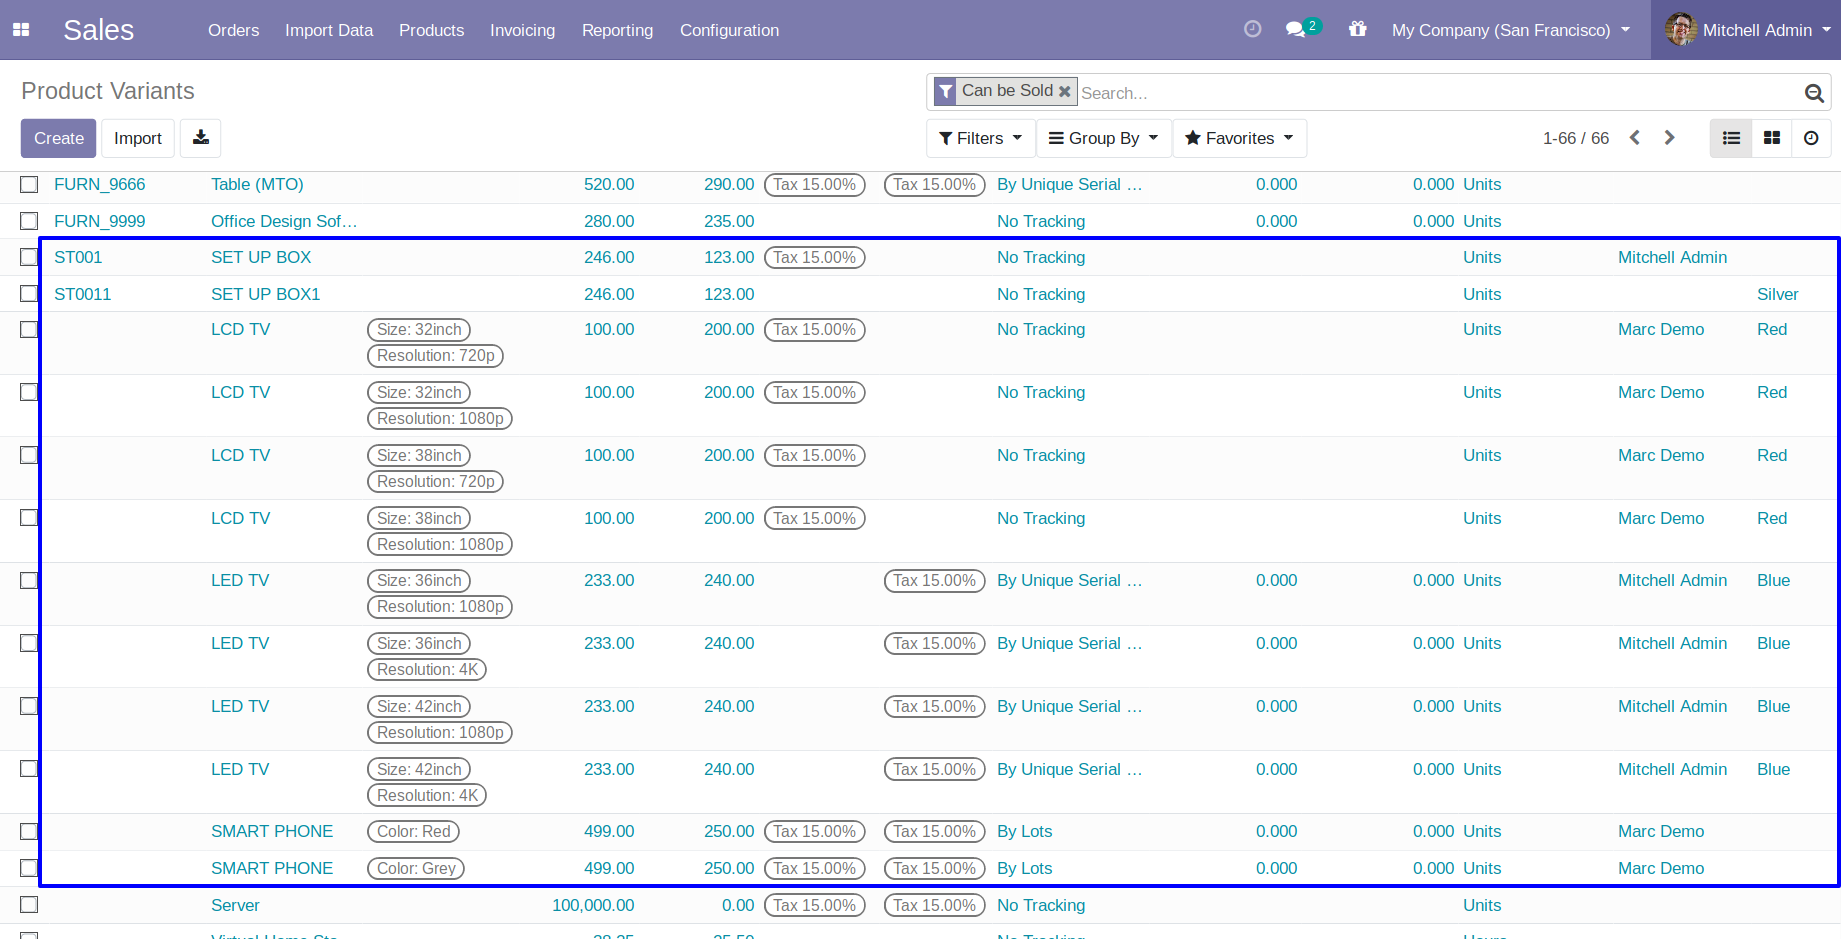 Sales Orders Import Data Products Invoicing Reporting Configuration 2 My Company (San Francisco) Mitchell Admin
Product Variants Can be Sold Search...
Create Import Filters Group By Favorites 1-66 / 66
FURN_9666 Table (MTO) 520.00 290.00 Tax 15.00% Tax 15.00% By Unique Serial … 0.000 0.000 Units
FURN_9999 Office Design Sof… 280.00 235.00 No Tracking 0.000 0.000 Units
ST001 SET UP BOX 246.00 123.00 Tax 15.00% No Tracking Units Mitchell Admin
ST0011 SET UP BOX1 246.00 123.00 No Tracking Units Silver
LCD TV Size: 32inch 100.00 200.00 Tax 15.00% No Tracking Units Marc Demo Red
Resolution: 720p
LCD TV Size: 32inch 100.00 200.00 Tax 15.00% No Tracking Units Marc Demo Red
Resolution: 1080p
LCD TV Size: 38inch 100.00 200.00 Tax 15.00% No Tracking Units Marc Demo Red
Resolution: 720p
LCD TV Size: 38inch 100.00 200.00 Tax 15.00% No Tracking Units Marc Demo Red
Resolution: 1080p
LED TV Size: 36inch 233.00 240.00 Tax 15.00% By Unique Serial … 0.000 0.000 Units Mitchell Admin Blue
Resolution: 1080p
LED TV Size: 36inch 233.00 240.00 Tax 15.00% By Unique Serial … 0.000 0.000 Units Mitchell Admin Blue
Resolution: 4K
LED TV Size: 42inch 233.00 240.00 Tax 15.00% By Unique Serial … 0.000 0.000 Units Mitchell Admin Blue
Resolution: 1080p
LED TV Size: 42inch 233.00 240.00 Tax 15.00% By Unique Serial … 0.000 0.000 Units Mitchell Admin Blue
Resolution: 4K
SMART PHONE Color: Red 499.00 250.00 Tax 15.00% Tax 15.00% By Lots 0.000 0.000 Units Marc Demo
SMART PHONE Color: Grey 499.00 250.00 Tax 15.00% Tax 15.00% By Lots 0.000 0.000 Units Marc Demo
Server 100,000.00 0.00 Tax 15.00% Tax 15.00% No Tracking Units